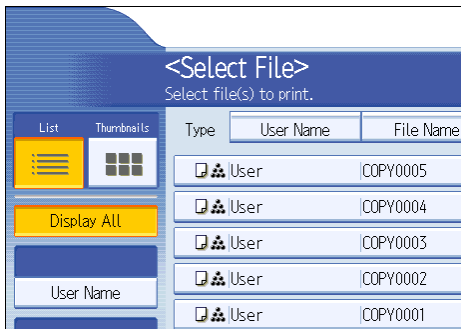 <Select File>
Select file(s) to print.
List Thumbnails
Type User Name File Name
User COPY0005
Display All
User COPY0004
User COPY0003
User COPY0002
User Name
User COPY0001